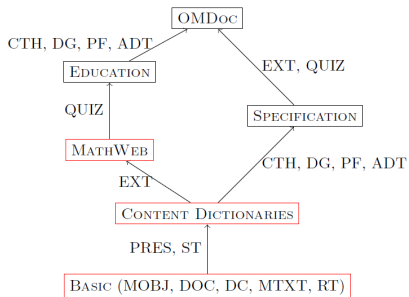 OMDOC
CTH, DG, PF, ADT
EDUCATION
EXT, QUIZ
QUIZ
SPECIFICATION
MATHWEB
CTH, DG, PF, ADT
EXT
CONTENT DICTIONARIES
PRES, ST
BASIC (MOBJ, DOC, DC, MTXT, RT)